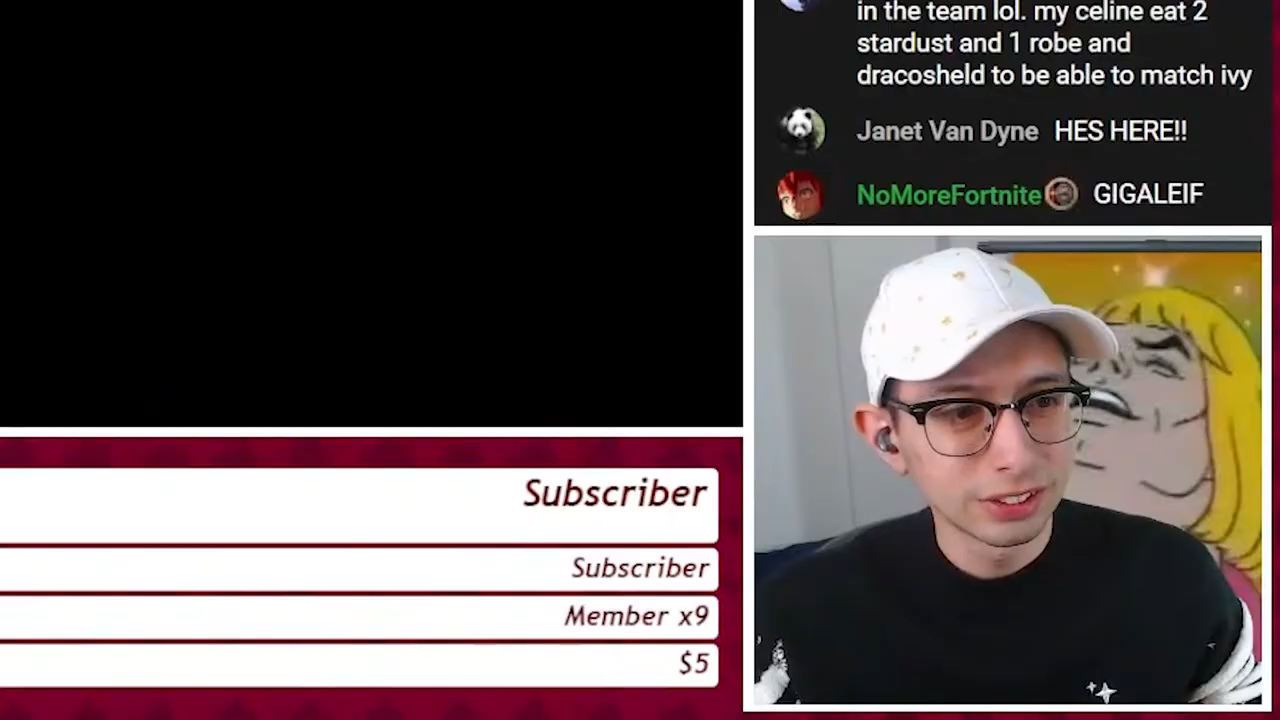 in the team lol. my celine eat 2
stardust and 1 robe and
dracosheld to be able to match ivy
Janet Van Dyne HES HERE!!
NoMoreFortnite GIGALEIF
Subscriber
Subscriber
Member x9
$5